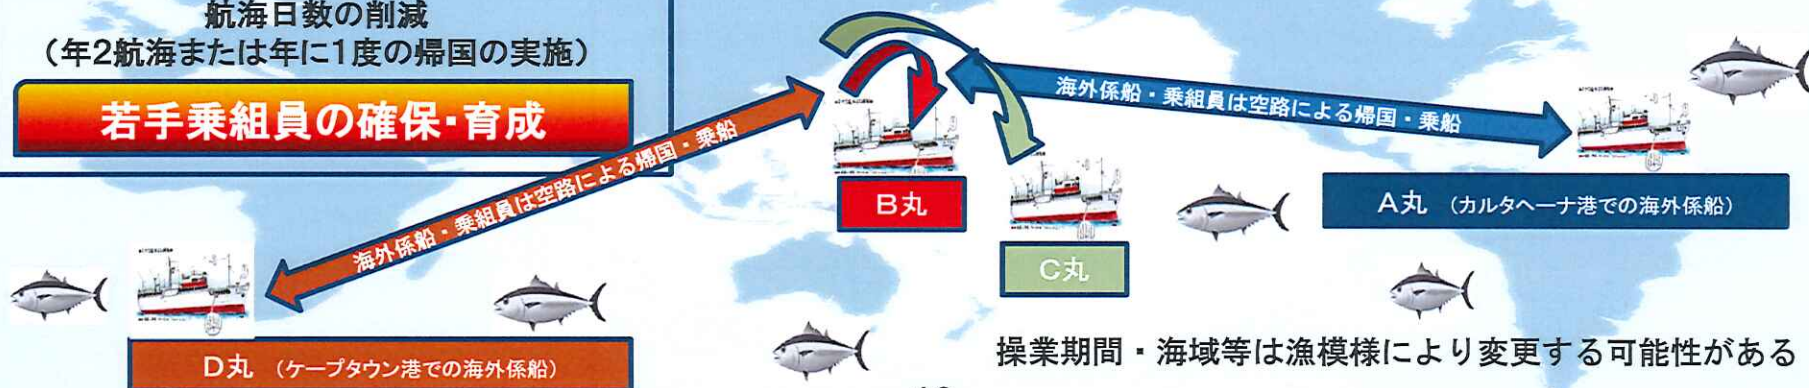 航海日数の削減
（年2航海または年に1度の帰国の実施）
若手乗組員の確保・育成
海外係船・乗組員は空路による帰国・乗船
海外係船・乗組員は空路による帰国・乗船
B丸
C丸
A丸 （カルタヘーナ港での海外係船）
D丸 （ケープタウン港での海外係船）
操業期間・海域等は漁模様により変更する可能性がある